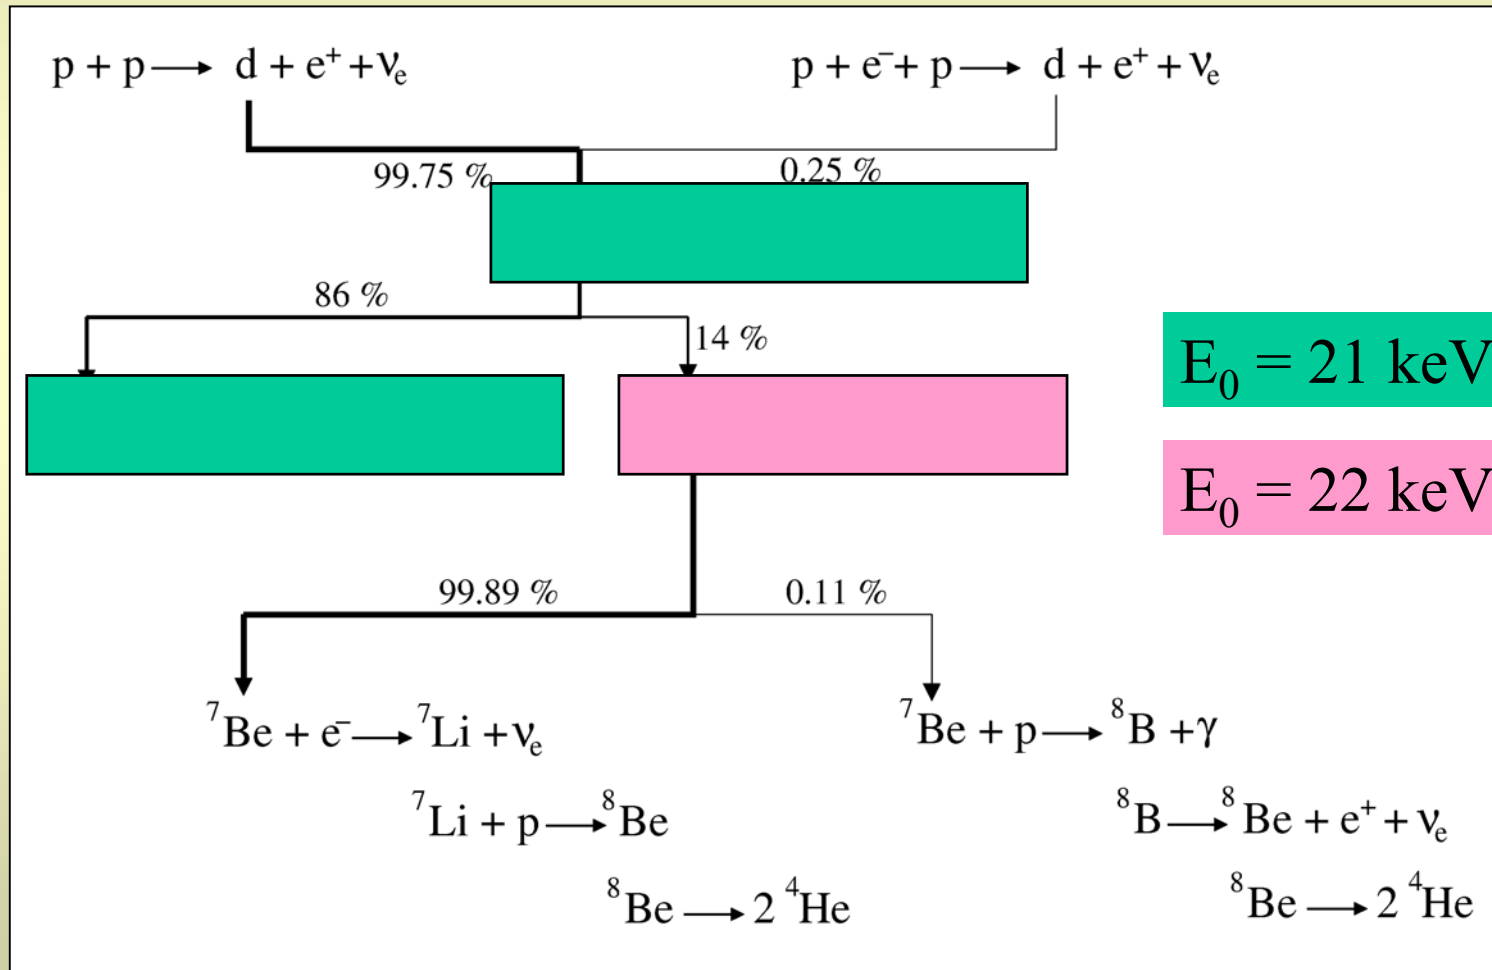 p + p ⟶ d + e⁺ + νₑ
p + e⁻ + p ⟶ d + e⁺ + νₑ
99.75 %
0.25 %
86 %
14 %
E₀ = 21 keV
E₀ = 22 keV
99.89 %
0.11 %
⁷Be + e⁻ ⟶ ⁷Li + νₑ
⁷Be + p ⟶ ⁸B + γ
⁷Li + p ⟶ ⁸Be
⁸B ⟶ ⁸Be + e⁺ + νₑ
⁸Be ⟶ 2 ⁴He
⁸Be ⟶ 2 ⁴He